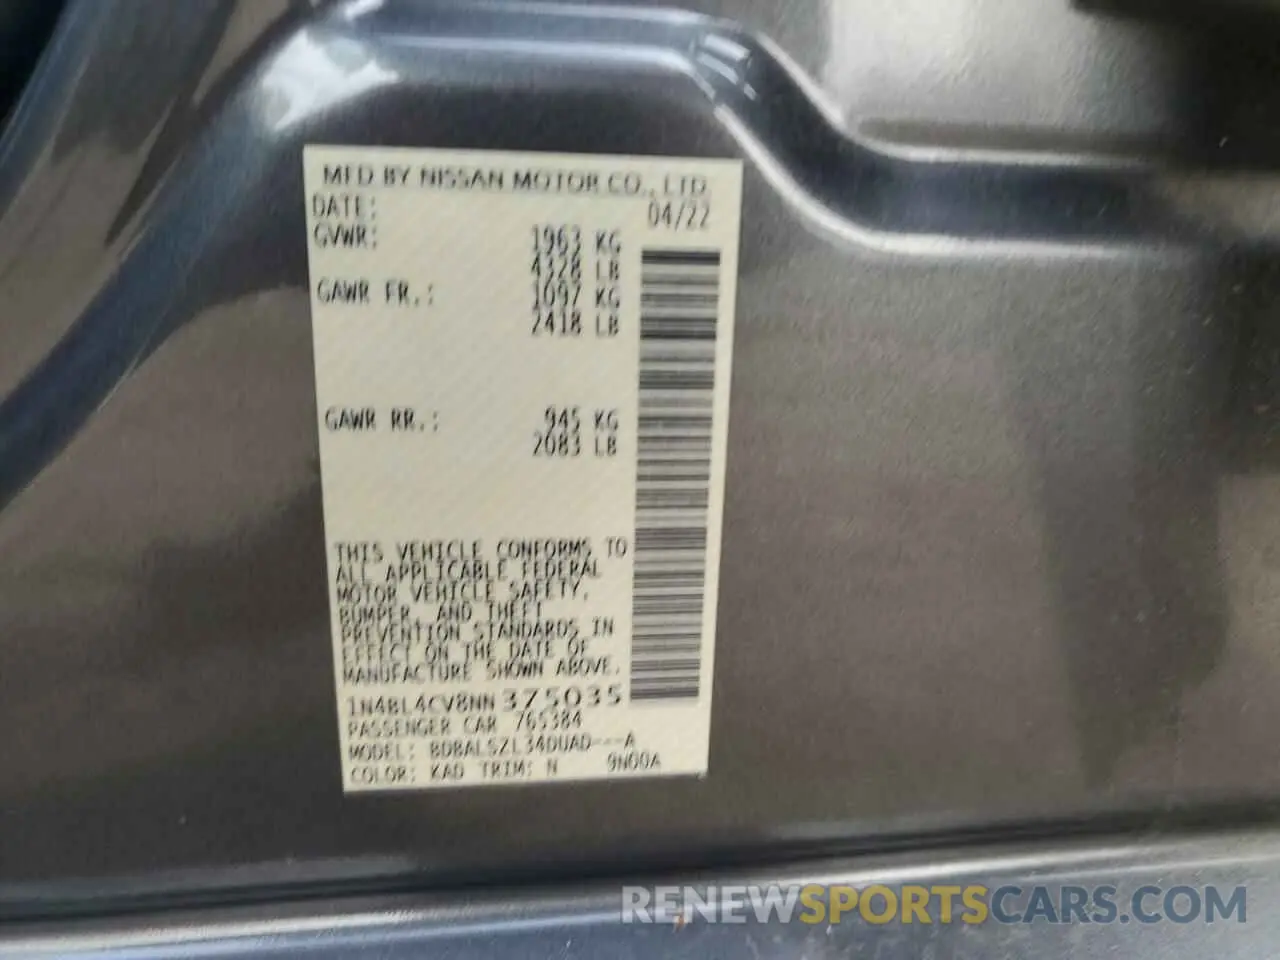 MFD BY NISSAN MOTOR CO., LTD.
DATE: 04/22
GVWR: 1963 KG
4328 LB
GAWR FR.: 1097 KG
2418 LB
GAWR RR.: 945 KG
2083 LB
THIS VEHICLE CONFORMS TO
ALL APPLICABLE FEDERAL
MOTOR VEHICLE SAFETY,
BUMPER, AND THEFT
PREVENTION STANDARDS IN
EFFECT ON THE DATE OF
MANUFACTURE SHOWN ABOVE.
1N4BL4CV8NN 375035
PASSENGER CAR 765384
MODEL: BDBALSZL34DUAD---A
COLOR: KAD TRIM: N 9N00A
RENEWSPORTSCARS.COM